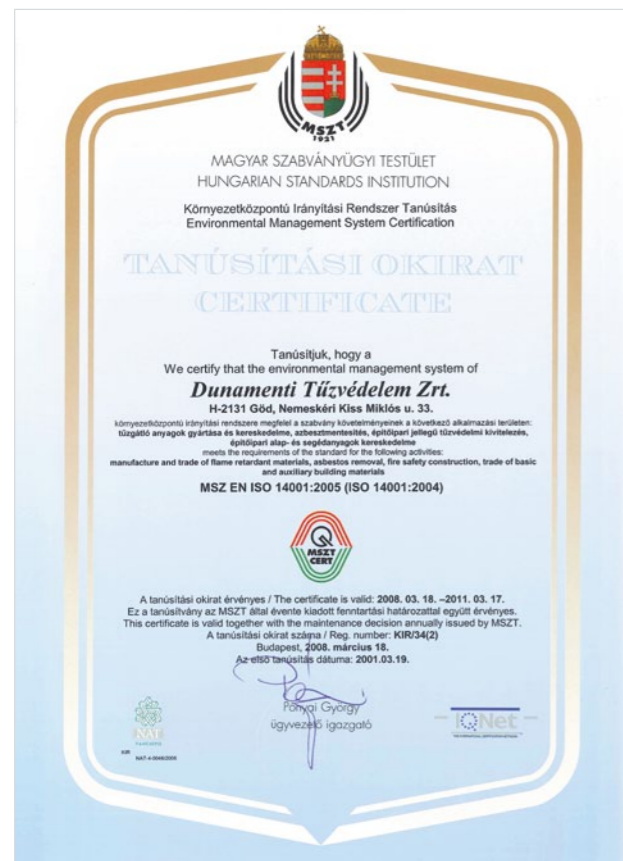 MSZT
1921
MAGYAR SZABVÁNYÜGYI TESTÜLET
HUNGARIAN STANDARDS INSTITUTION
Környezetközpontú Irányítási Rendszer Tanúsítás
Environmental Management System Certification
TANÚSÍTÁSI OKIRAT
CERTIFICATE
Tanúsítjuk, hogy a
We certify that the environmental management system of
Dunamenti Tűzvédelem Zrt.
H-2131 Göd, Nemeskéri Kiss Miklós u. 33.
környezetközpontú irányítási rendszere megfelel a szabvány követelményeinek a következő alkalmazási területen:
tűzgátló anyagok gyártása és kereskedelme, azbesztmentesítés, építőipari jellegű tűzvédelmi kivitelezés,
építőipari alap- és segédanyagok kereskedelme
meets the requirements of the standard for the following activities:
manufacture and trade of flame retardant materials, asbestos removal, fire safety construction, trade of basic
and auxiliary building materials
MSZ EN ISO 14001:2005 (ISO 14001:2004)
MSZT
CERT
A tanúsítási okirat érvényes / The certificate is valid: 2008. 03. 18. –2011. 03. 17.
Ez a tanúsítvány az MSZT által évente kiadott fenntartási határozattal együtt érvényes.
This certificate is valid together with the maintenance decision annually issued by MSZT.
A tanúsítási okirat száma / Reg. number: KIR/34(2)
Budapest, 2008. március 18.
Az első tanúsítás dátuma: 2001.03.19.
Pónyai György
ügyvezető igazgató
NAT
IQNet
KIR